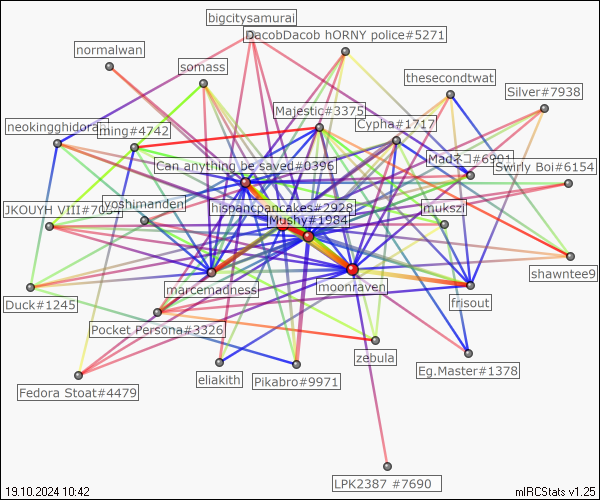 bigcitysamurai
DacobDacob hORNY police#5271
normalwan
somass
thesecondtwat
Silver#7938
Majestic#3375
Cypha#1717
neokingghidora
ming#4742
Madネコ#6901
Can anything be saved#0396
Swirly Boi#6154
yoshimanden
hispancpancakes#2928
mukszi
JKOUYH VIII#7054
Mushy#1984
shawntee9
marcemadness
moonraven
Duck#1245
frisout
Pocket Persona#3326
zebula
Eg.Master#1378
eliakith
Pikabro#9971
Fedora Stoat#4479
LPK2387 #7690
19.10.2024 10:42
mIRCStats v1.25